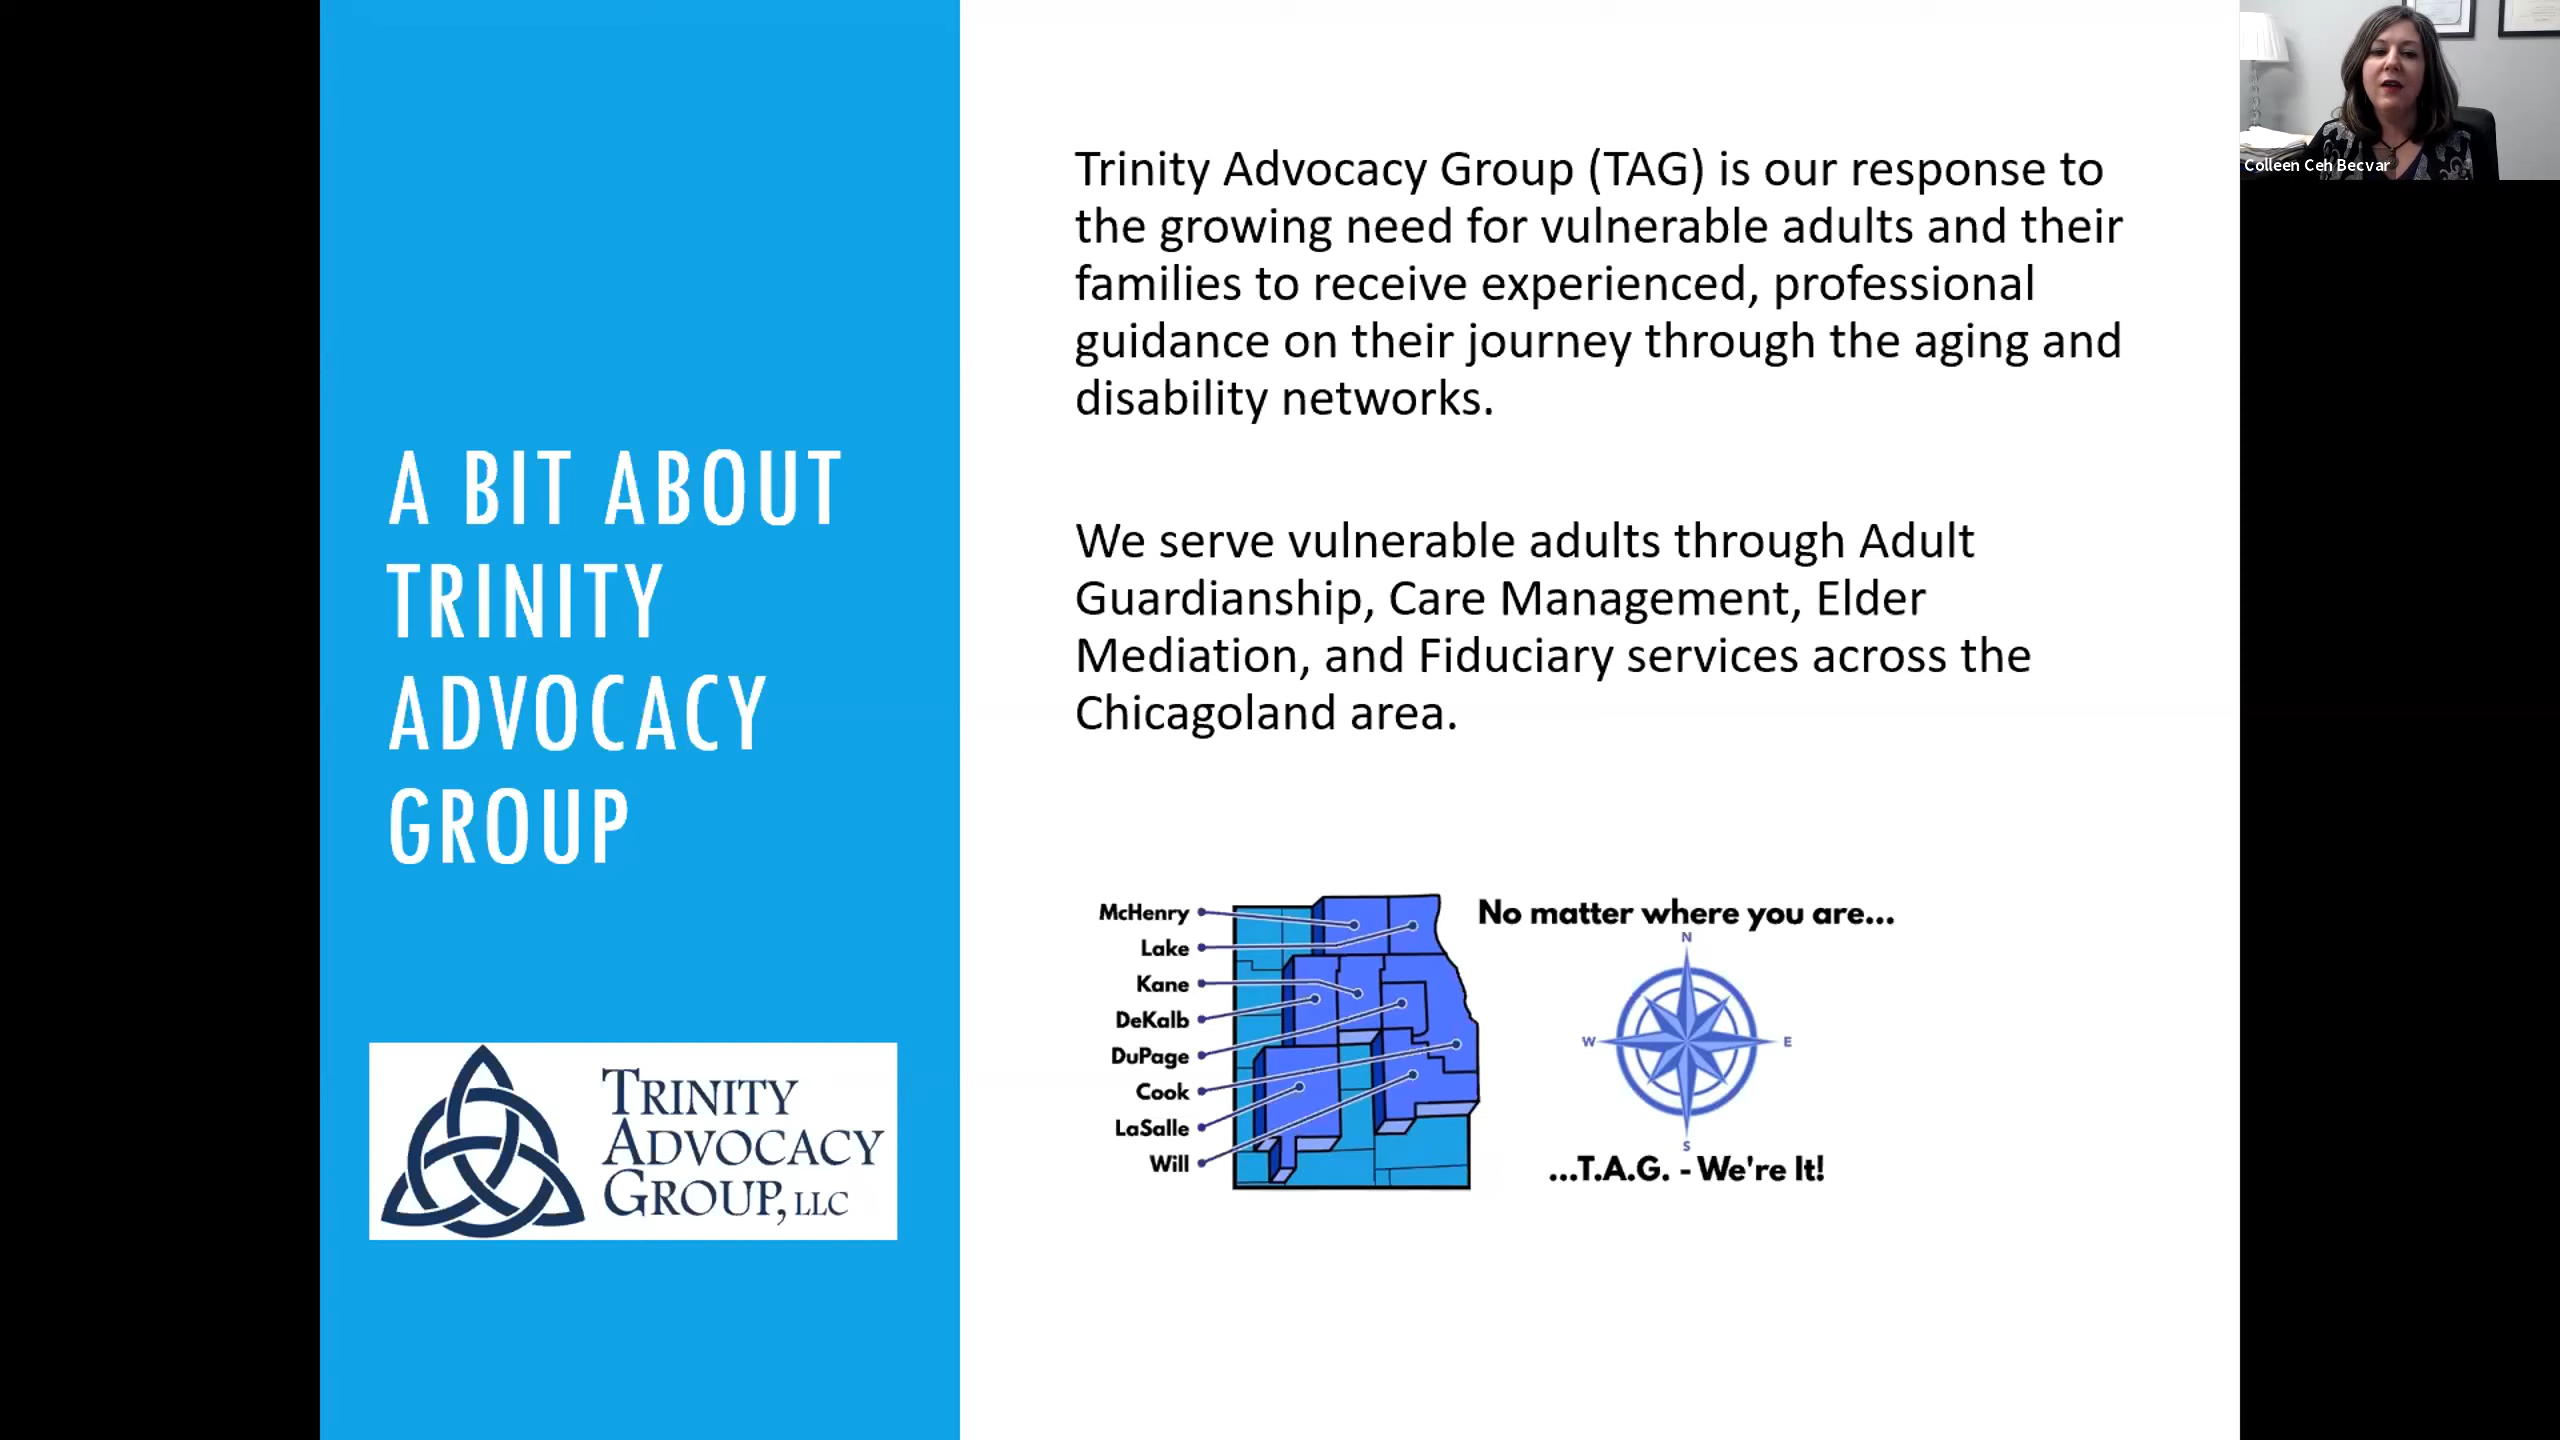 A BIT ABOUT
TRINITY
ADVOCACY
GROUP
TRINITY
ADVOCACY
GROUP, LLC
Trinity Advocacy Group (TAG) is our response to
the growing need for vulnerable adults and their
families to receive experienced, professional
guidance on their journey through the aging and
disability networks.
We serve vulnerable adults through Adult
Guardianship, Care Management, Elder
Mediation, and Fiduciary services across the
Chicagoland area.
McHenry
Lake
Kane
DeKalb
DuPage
Cook
LaSalle
Will
No matter where you are...
N
W
E
S
...T.A.G. - We're It!
Colleen Ceh Becvar